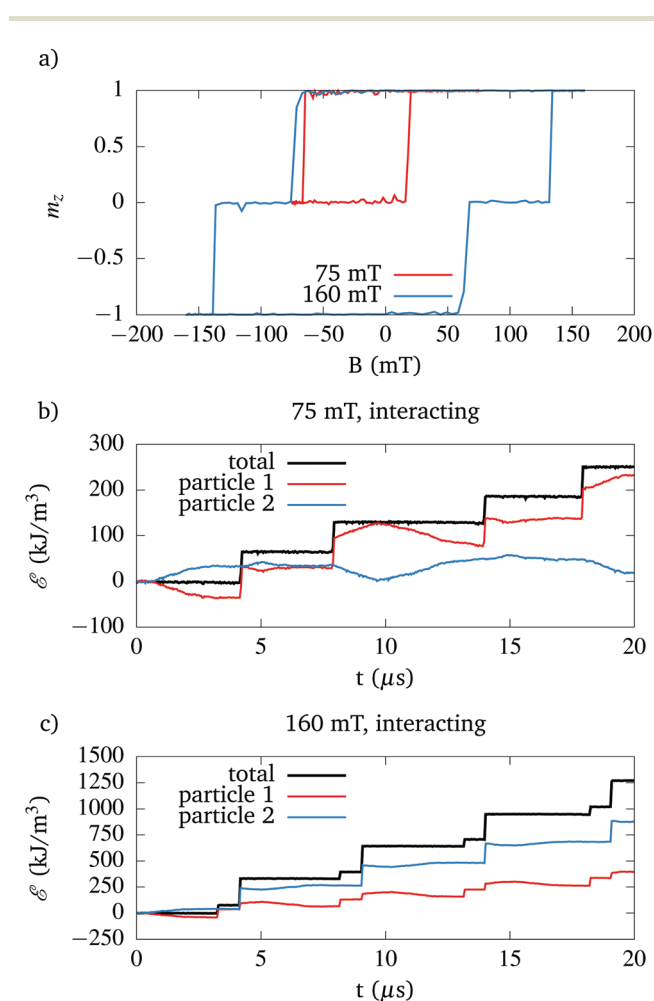 a)
1
0.5
0
−0.5
−1
m_z
75 mT
160 mT
−200 −150 −100 −50 0 50 100 150 200
B (mT)
b) 75 mT, interacting
300
200
100
0
−100
ℰ (kJ/m³)
total
particle 1
particle 2
0 5 10 15 20
t (μs)
c) 160 mT, interacting
1500
1250
1000
750
500
250
0
−250
ℰ (kJ/m³)
total
particle 1
particle 2
0 5 10 15 20
t (μs)